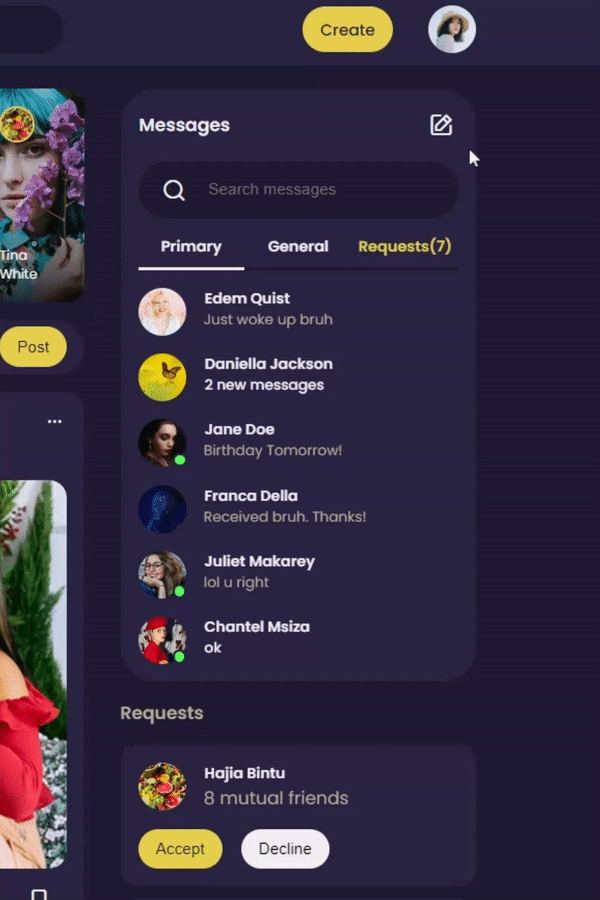 Create
Messages
Search messages
Primary
General
Requests(7)
Edem Quist
Just woke up bruh
Daniella Jackson
2 new messages
Jane Doe
Birthday Tomorrow!
Franca Della
Received bruh. Thanks!
Juliet Makarey
lol u right
Chantel Msiza
ok
Tina
White
Post
Requests
Hajia Bintu
8 mutual friends
Accept
Decline